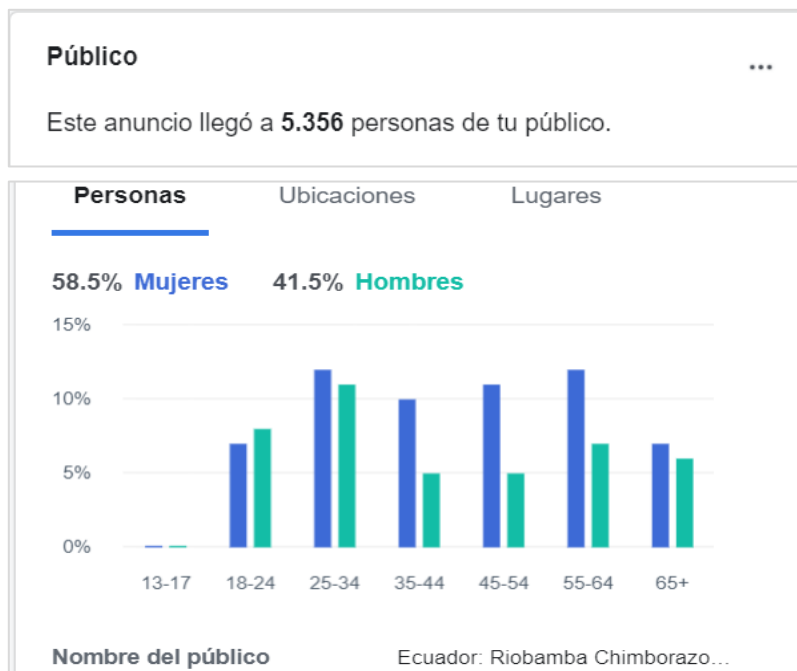 Público
...
Este anuncio llegó a 5.356 personas de tu público.
Personas Ubicaciones Lugares
58.5% Mujeres 41.5% Hombres
15%
10%
5%
0%
13-17 18-24 25-34 35-44 45-54 55-64 65+
Nombre del público Ecuador: Riobamba Chimborazo...